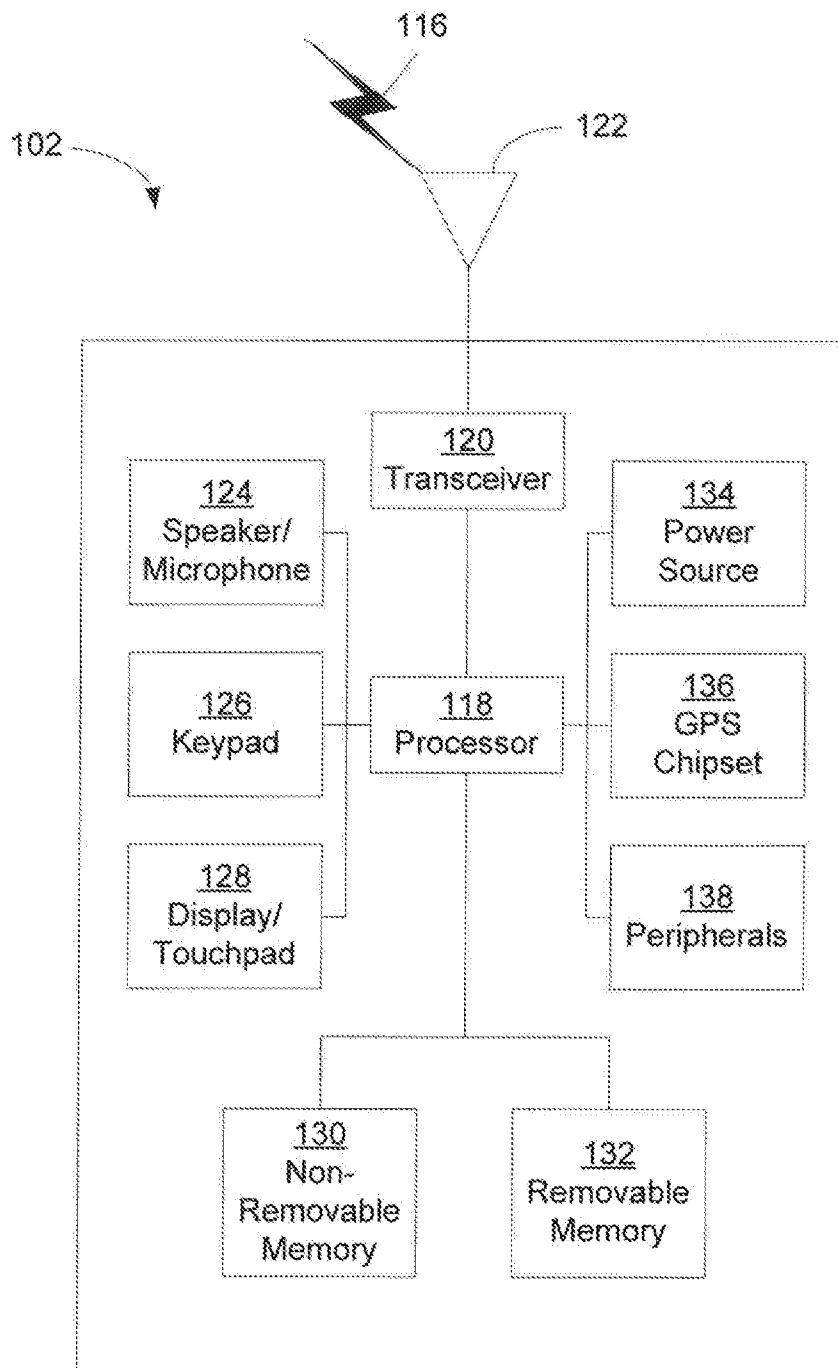 116
122
102
120
Transceiver
124
Speaker/
Microphone
134
Power
Source
126
Keypad
118
Processor
136
GPS
Chipset
128
Display/
Touchpad
138
Peripherals
130
Non-
Removable
Memory
132
Removable
Memory